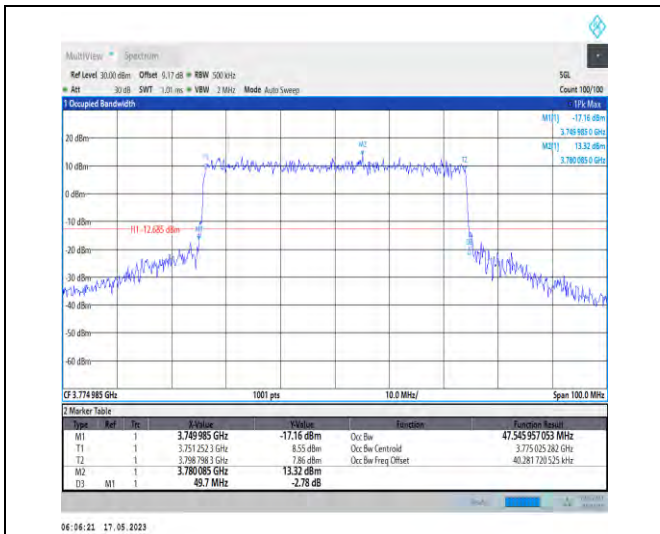 MultiView Spectrum
Ref Level 30.00 dBm Offset 9.17 dB RBW 500 kHz SGL
Att 30 dB SWT 1.01 ms VBW 2 MHz Mode Auto Sweep Count 100/100
1 Occupied Bandwidth 1Pk Max
M1[1] -17.16 dBm
3.749 985 0 GHz
M2[1] 13.32 dBm
3.780 085 0 GHz
20 dBm
M2
T1
T2
10 dBm
0 dBm
-10 dBm
H1 -12.685 dBm
-20 dBm
-30 dBm
-40 dBm
-50 dBm
-60 dBm
CF 3.774 985 GHz 1001 pts 10.0 MHz/ Span 100.0 MHz
2 Marker Table
Type Ref Trc X-Value Y-Value Function Function Result
M1 1 3.749 985 GHz -17.16 dBm Occ Bw 47.545 957 053 MHz
T1 1 3.751 252 3 GHz 8.55 dBm Occ Bw Centroid 3.775 025 282 GHz
T2 1 3.798 798 3 GHz 7.86 dBm Occ Bw Freq Offset 40.281 720 525 kHz
M2 1 3.780 085 GHz 13.32 dBm
D3 M1 1 49.7 MHz -2.78 dB
06:06:21 17.05.2023